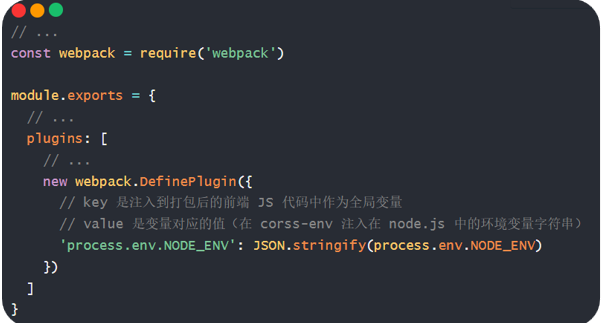 // ...
const webpack = require('webpack')
module.exports = {
// ...
plugins: [
// ...
new webpack.DefinePlugin({
// key 是注入到打包后的前端 JS 代码中作为全局变量
// value 是变量对应的值（在 corss-env 注入在 node.js 中的环境变量字符串）
'process.env.NODE_ENV': JSON.stringify(process.env.NODE_ENV)
})
]
}